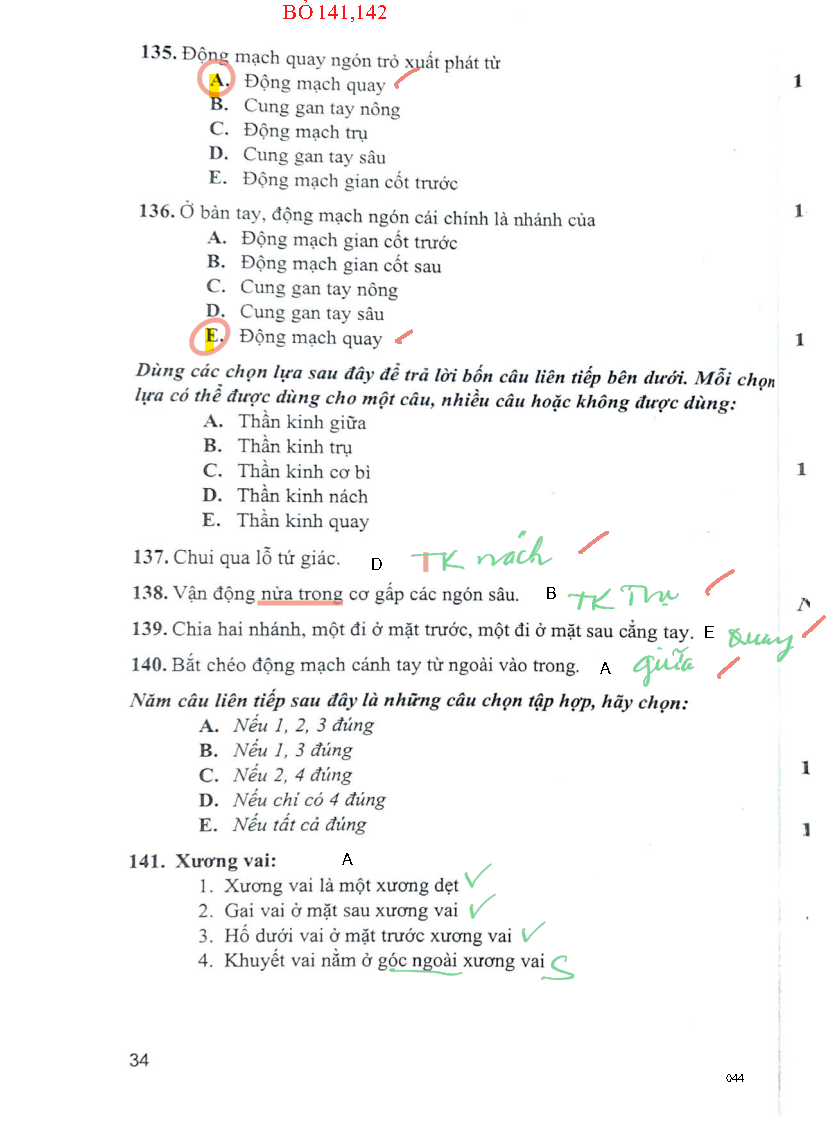 BỎ 141,142
135. Động mạch quay ngón trỏ xuất phát từ
A. Động mạch quay
B. Cung gan tay nông
C. Động mạch trụ
D. Cung gan tay sâu
E. Động mạch gian cốt trước
136. Ở bàn tay, động mạch ngón cái chính là nhánh của
A. Động mạch gian cốt trước
B. Động mạch gian cốt sau
C. Cung gan tay nông
D. Cung gan tay sâu
E. Động mạch quay
Dùng các chọn lựa sau đây để trả lời bốn câu liên tiếp bên dưới. Mỗi chọn
lựa có thể được dùng cho một câu, nhiều câu hoặc không được dùng:
A. Thần kinh giữa
B. Thần kinh trụ
C. Thần kinh cơ bì
D. Thần kinh nách
E. Thần kinh quay
137. Chui qua lỗ tứ giác. D TK nách
138. Vận động nửa trong cơ gấp các ngón sâu. B TK Trụ
139. Chia hai nhánh, một đi ở mặt trước, một đi ở mặt sau cẳng tay. E Quay
140. Bắt chéo động mạch cánh tay từ ngoài vào trong. A giữa
Năm câu liên tiếp sau đây là những câu chọn tập hợp, hãy chọn:
A. Nếu 1, 2, 3 đúng
B. Nếu 1, 3 đúng
C. Nếu 2, 4 đúng
D. Nếu chỉ có 4 đúng
E. Nếu tất cả đúng
141. Xương vai: A
1. Xương vai là một xương dẹt
2. Gai vai ở mặt sau xương vai
3. Hố dưới vai ở mặt trước xương vai
4. Khuyết vai nằm ở góc ngoài xương vai S
34
044